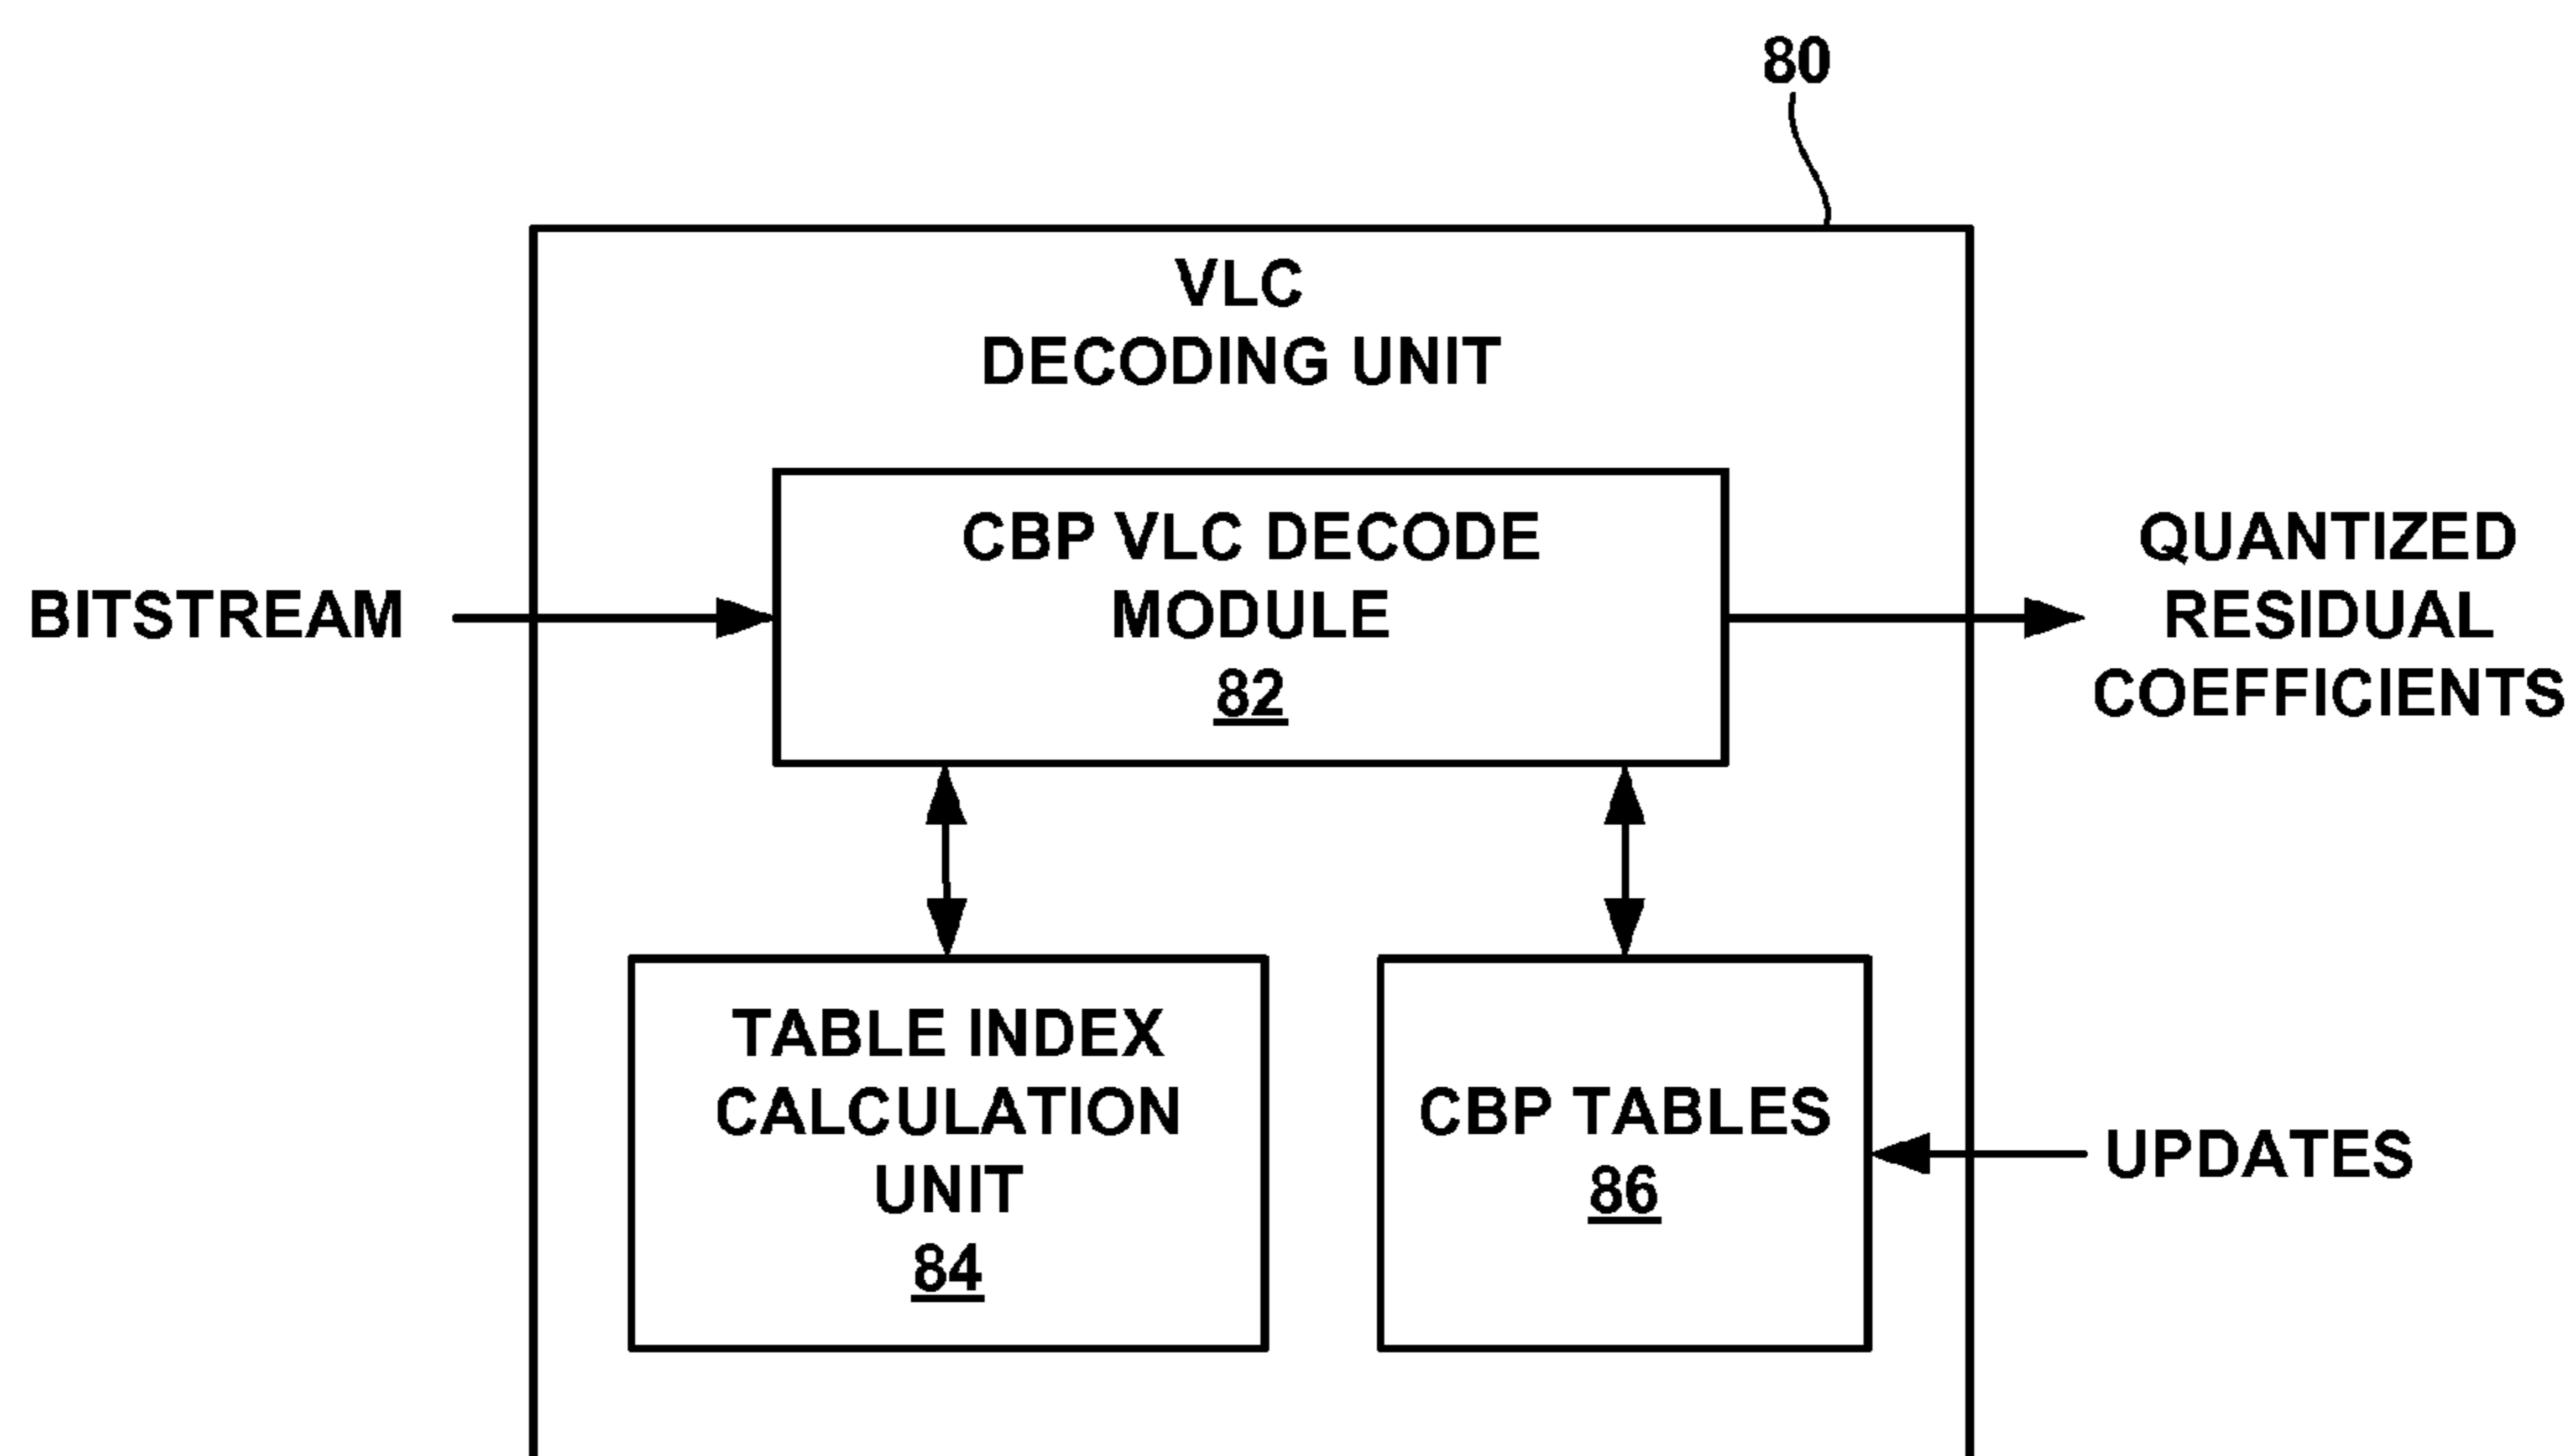 80
VLC
DECODING UNIT
CBP VLC DECODE
MODULE
82
BITSTREAM
QUANTIZED
RESIDUAL
COEFFICIENTS
TABLE INDEX
CALCULATION
UNIT
84
CBP TABLES
86
UPDATES